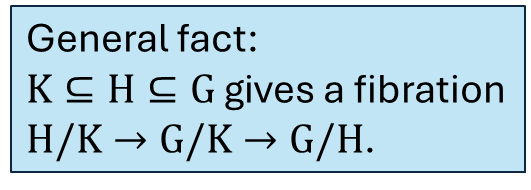 General fact:
K ⊆ H ⊆ G gives a fibration
H/K → G/K → G/H.